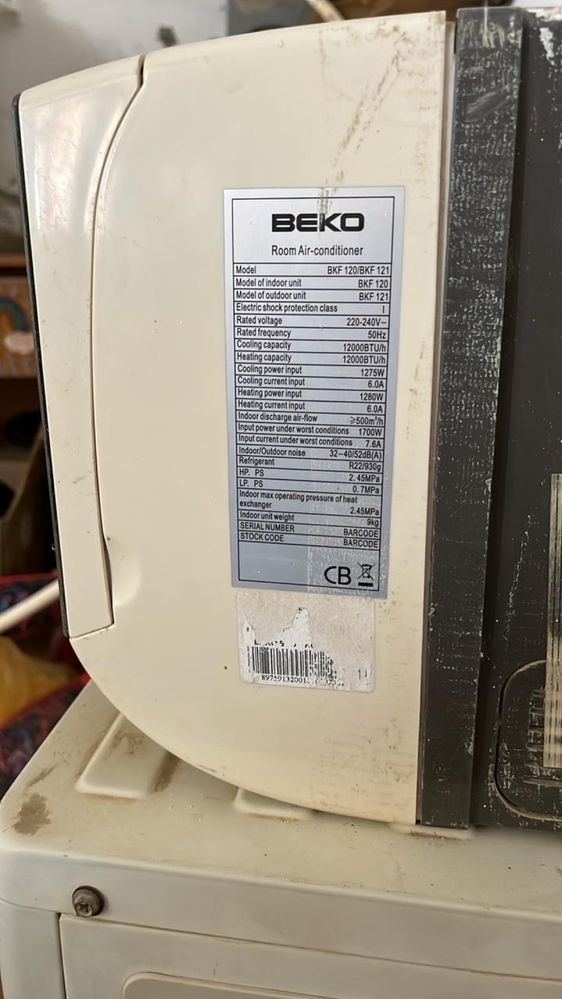 BEKO
Room Air-conditioner
Model BKF 120/BKF 121
Model of indoor unit BKF 120
Model of outdoor unit BKF 121
Electric shock protection class I
Rated voltage 220-240V~
Rated frequency 50Hz
Cooling capacity 12000BTU/h
Heating capacity 12000BTU/h
Cooling power input 1275W
Cooling current input 6.0A
Heating power input 1280W
Heating current input 6.0A
Indoor discharge air-flow ≥500m³/h
Input power under worst conditions 1700W
Input current under worst conditions 7.6A
Indoor/Outdoor noise 32~40/52dB(A)
Refrigerant R22/930g
HP. PS 2.45MPa
LP. PS 0.7MPa
Indoor max operating pressure of heat
exchanger 2.45MPa
Indoor unit weight 9kg
SERIAL NUMBER BARCODE
STOCK CODE BARCODE
CB